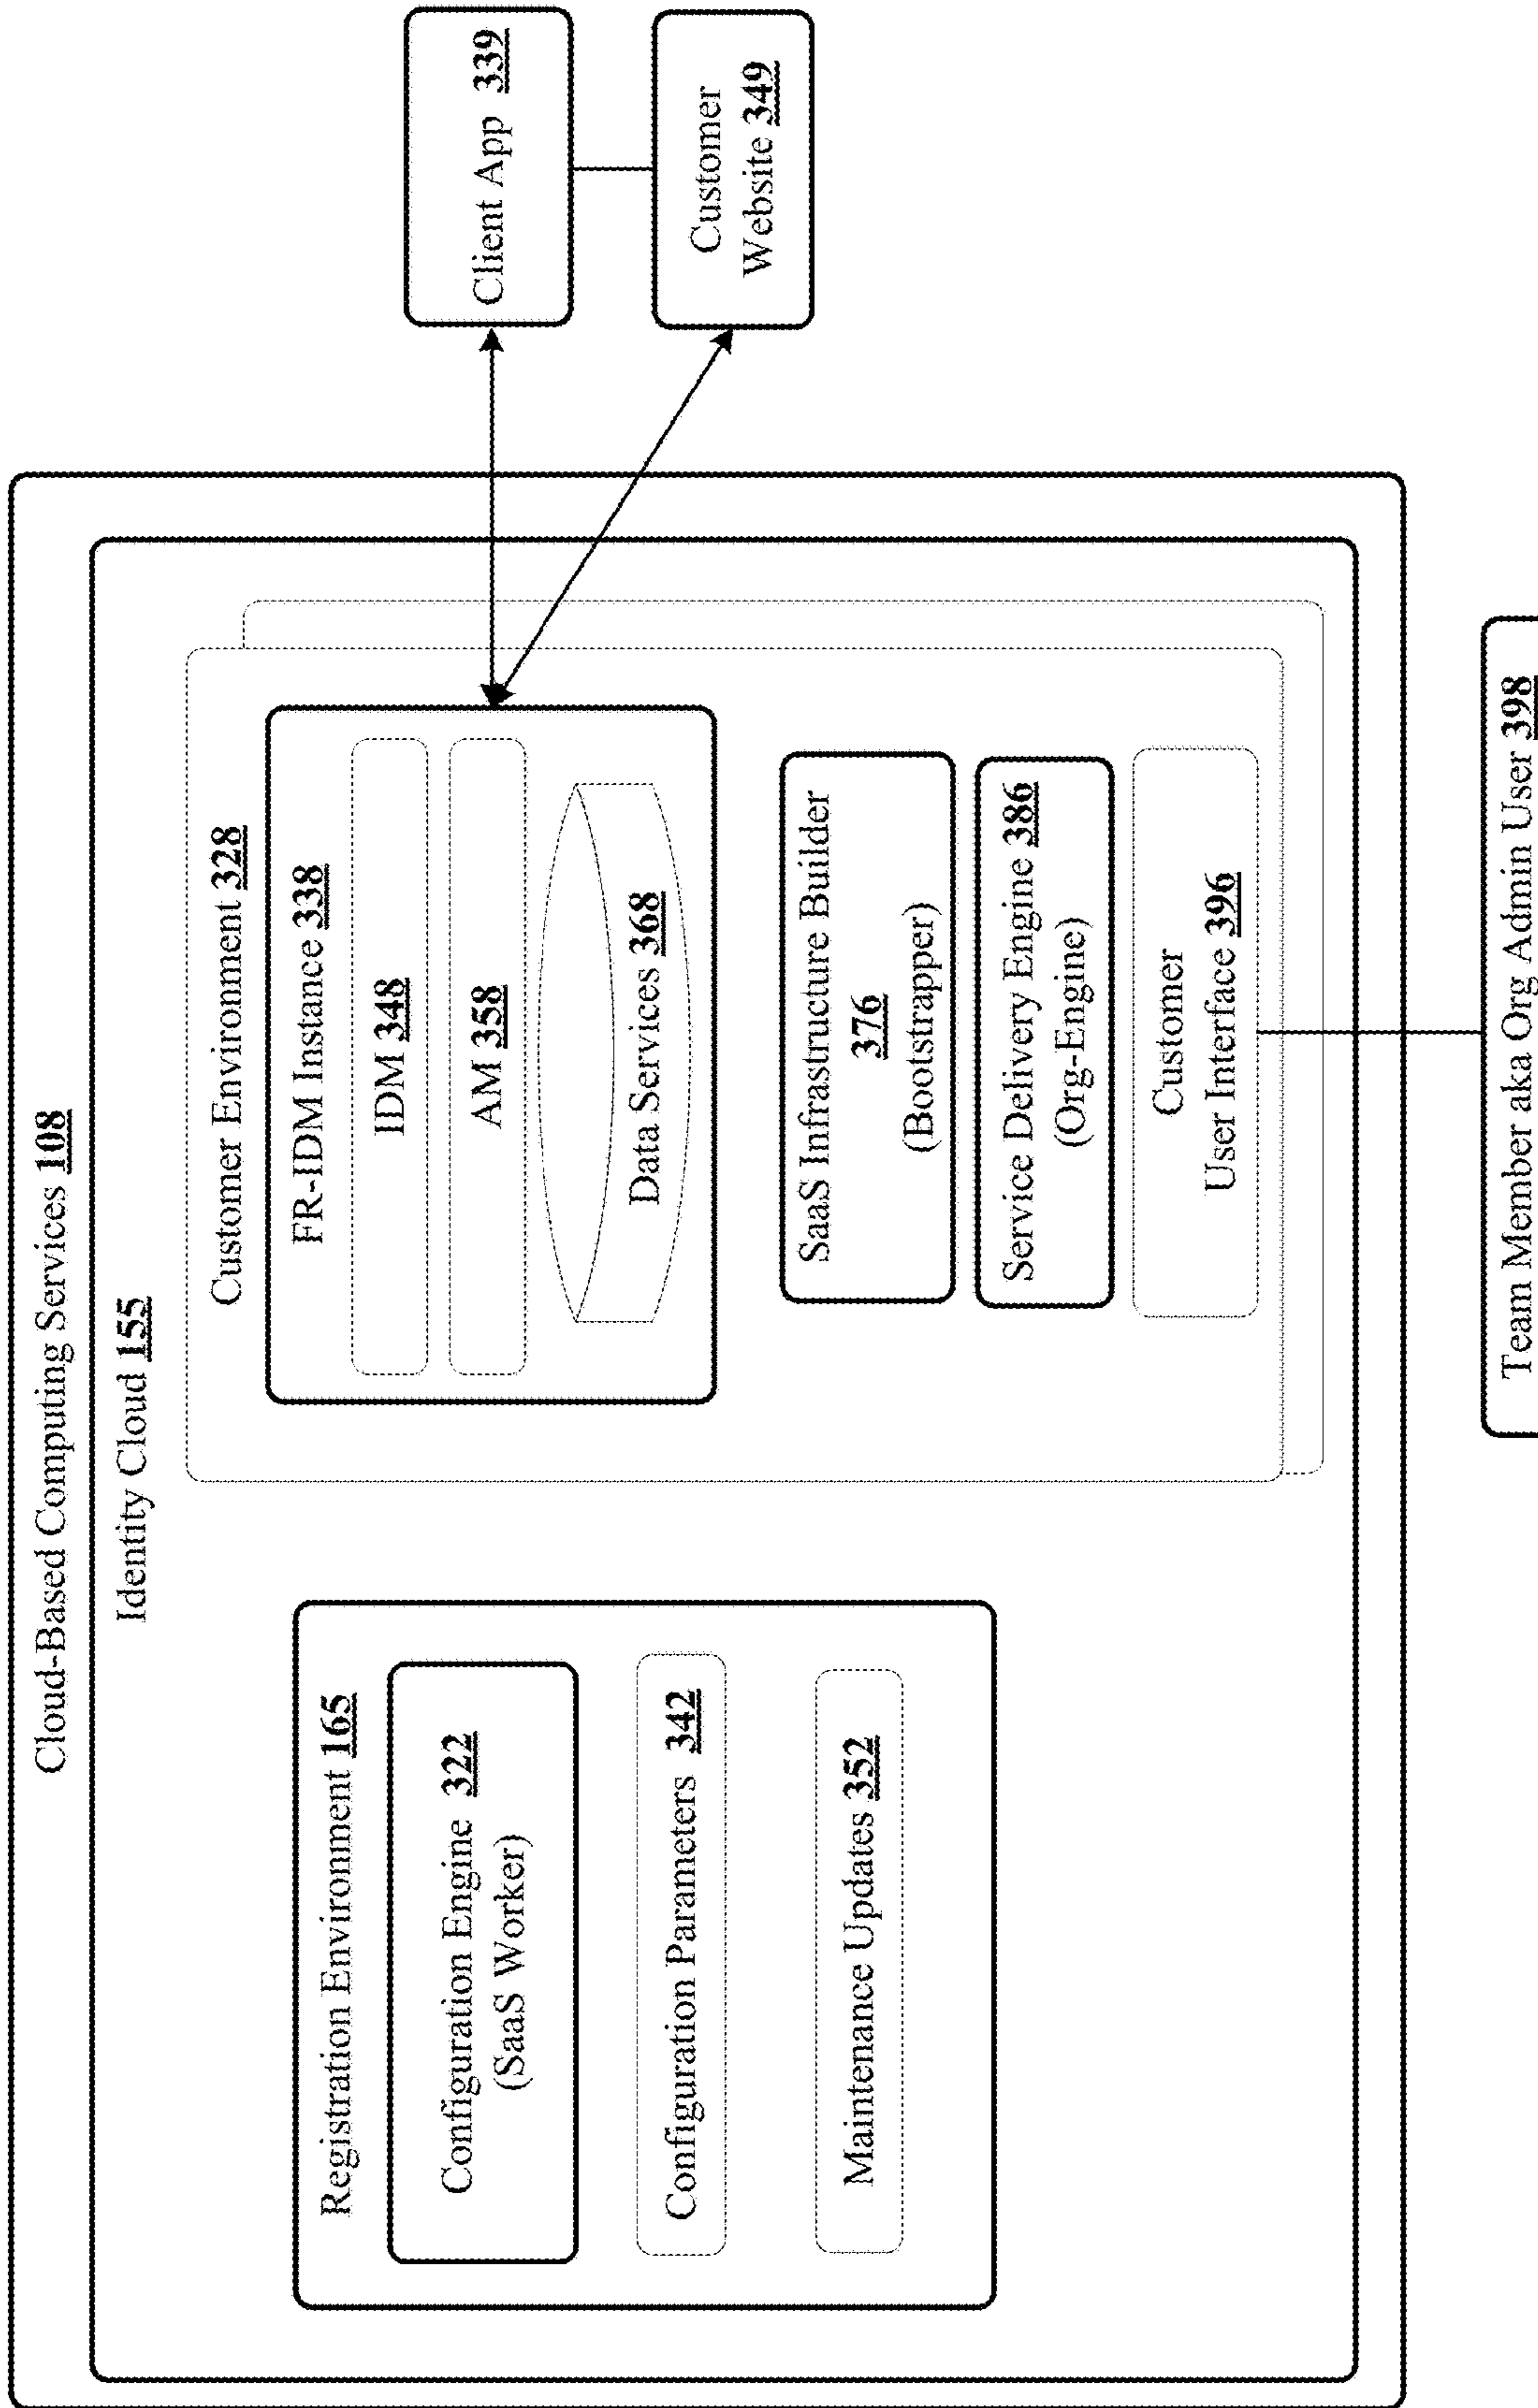 Cloud-Based Computing Services 108
Identity Cloud 155
Registration Environment 165
Configuration Engine 322
(SaaS Worker)
Configuration Parameters 342
Maintenance Updates 352
Customer Environment 328
FR-IDM Instance 338
IDM 348
AM 358
Data Services 368
SaaS Infrastructure Builder
376
(Bootstrapper)
Service Delivery Engine 386
(Org-Engine)
Customer
User Interface 396
Client App 339
Customer
Website 349
Team Member aka Org Admin User 398